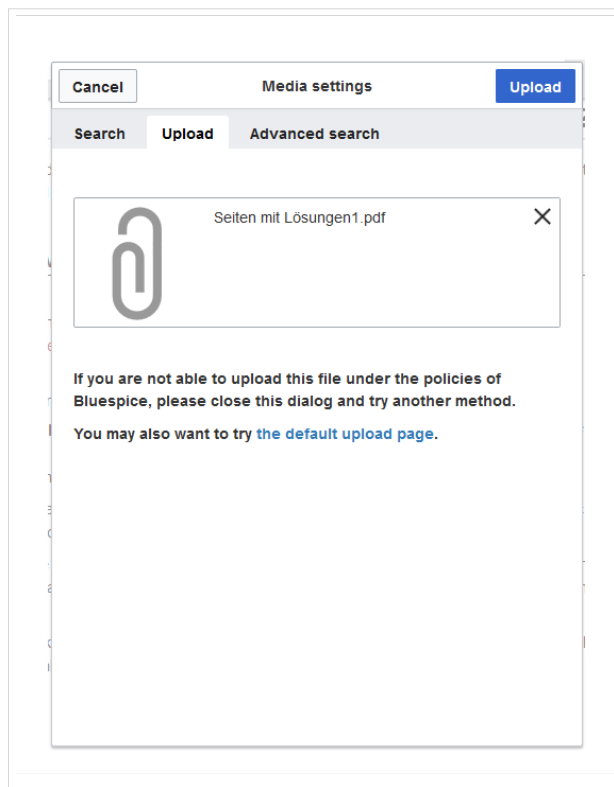 Cancel Media settings Upload
Search Upload Advanced search
Seiten mit Lösungen1.pdf
If you are not able to upload this file under the policies of
Bluespice, please close this dialog and try another method.
You may also want to try the default upload page.